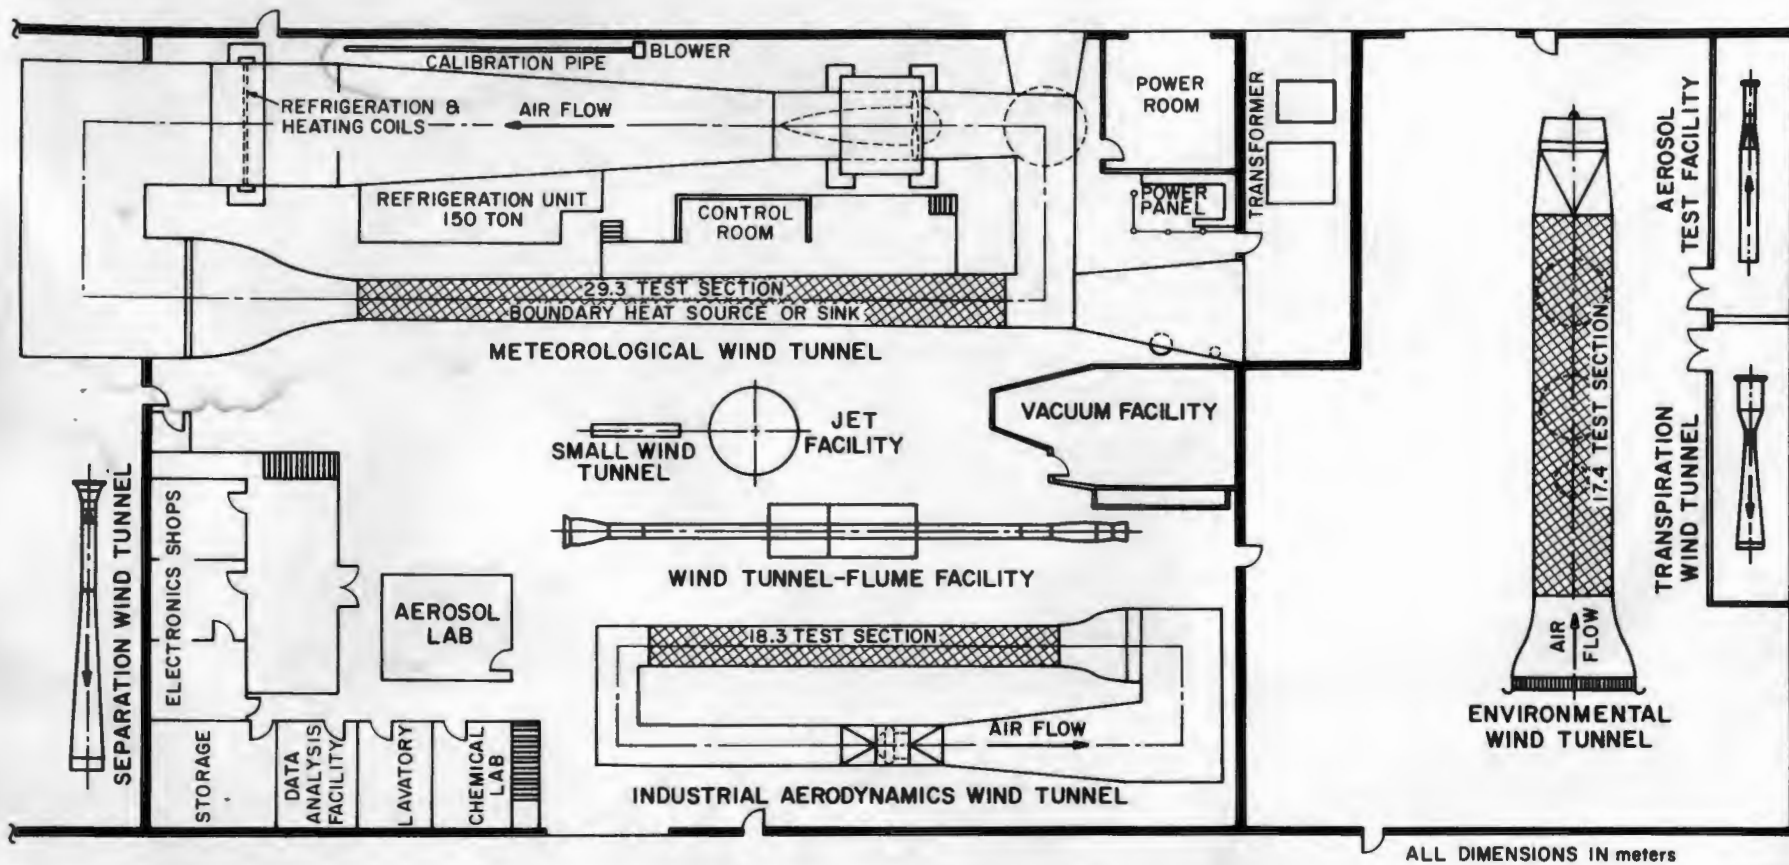 CALIBRATION PIPE
BLOWER
REFRIGERATION &
HEATING COILS
AIR FLOW
REFRIGERATION UNIT
150 TON
CONTROL
ROOM
POWER
ROOM
POWER
PANEL
TRANSFORMER
29.3 TEST SECTION
BOUNDARY HEAT SOURCE OR SINK
METEOROLOGICAL WIND TUNNEL
AEROSOL
TEST FACILITY
JET
FACILITY
SMALL WIND
TUNNEL
VACUUM FACILITY
17.4 TEST SECTION
TRANSPIRATION
WIND TUNNEL
SEPARATION WIND TUNNEL
ELECTRONICS SHOPS
WIND TUNNEL-FLUME FACILITY
AEROSOL
LAB
18.3 TEST SECTION
AIR FLOW
AIR
FLOW
ENVIRONMENTAL
WIND TUNNEL
STORAGE
DATA
ANALYSIS
FACILITY
LAVATORY
CHEMICAL
LAB
INDUSTRIAL AERODYNAMICS WIND TUNNEL
ALL DIMENSIONS IN meters